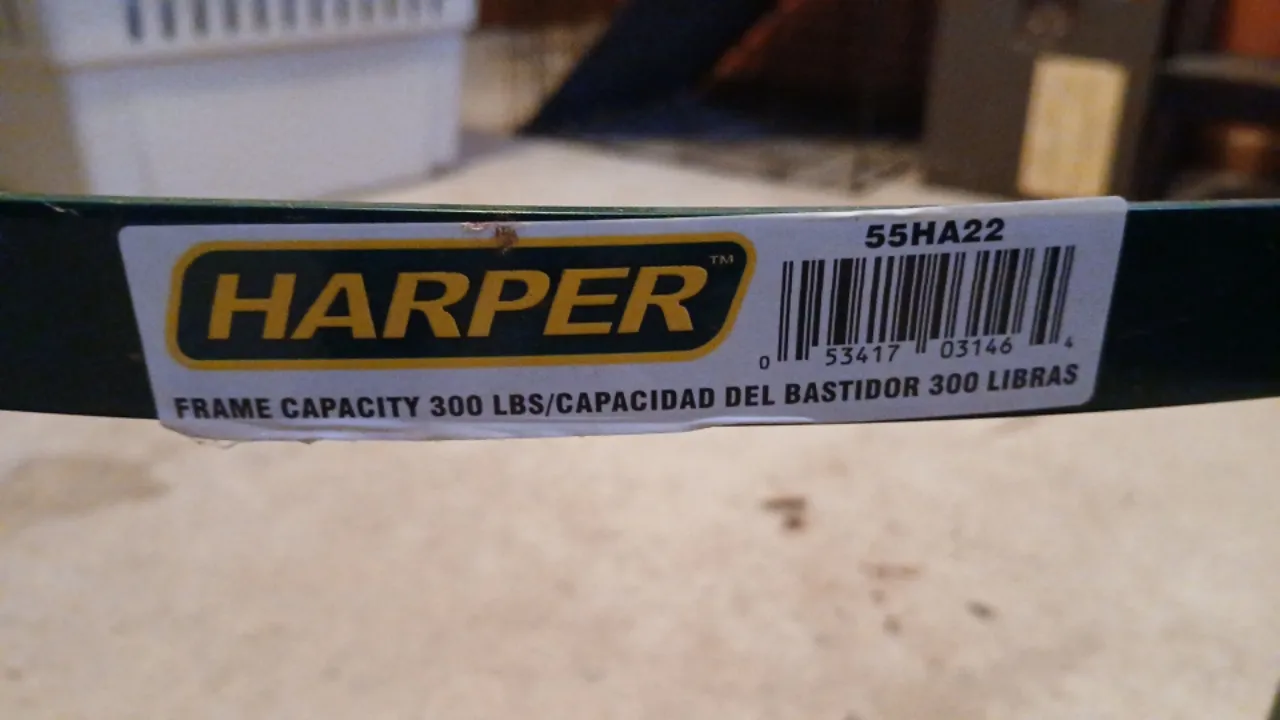 HARPER™
55HA22
0 53417 03146 4
FRAME CAPACITY 300 LBS/CAPACIDAD DEL BASTIDOR 300 LIBRAS